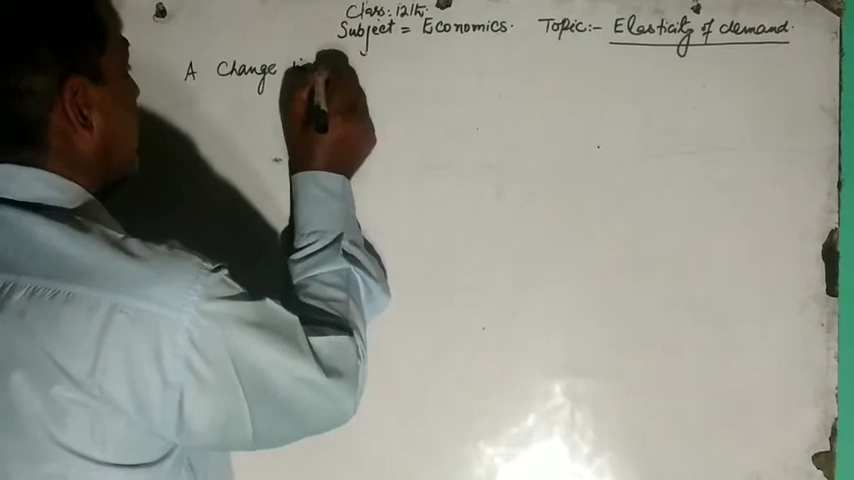 Class: 12th.
Subject = Economics. Topic:- Elasticity of demand
A Change